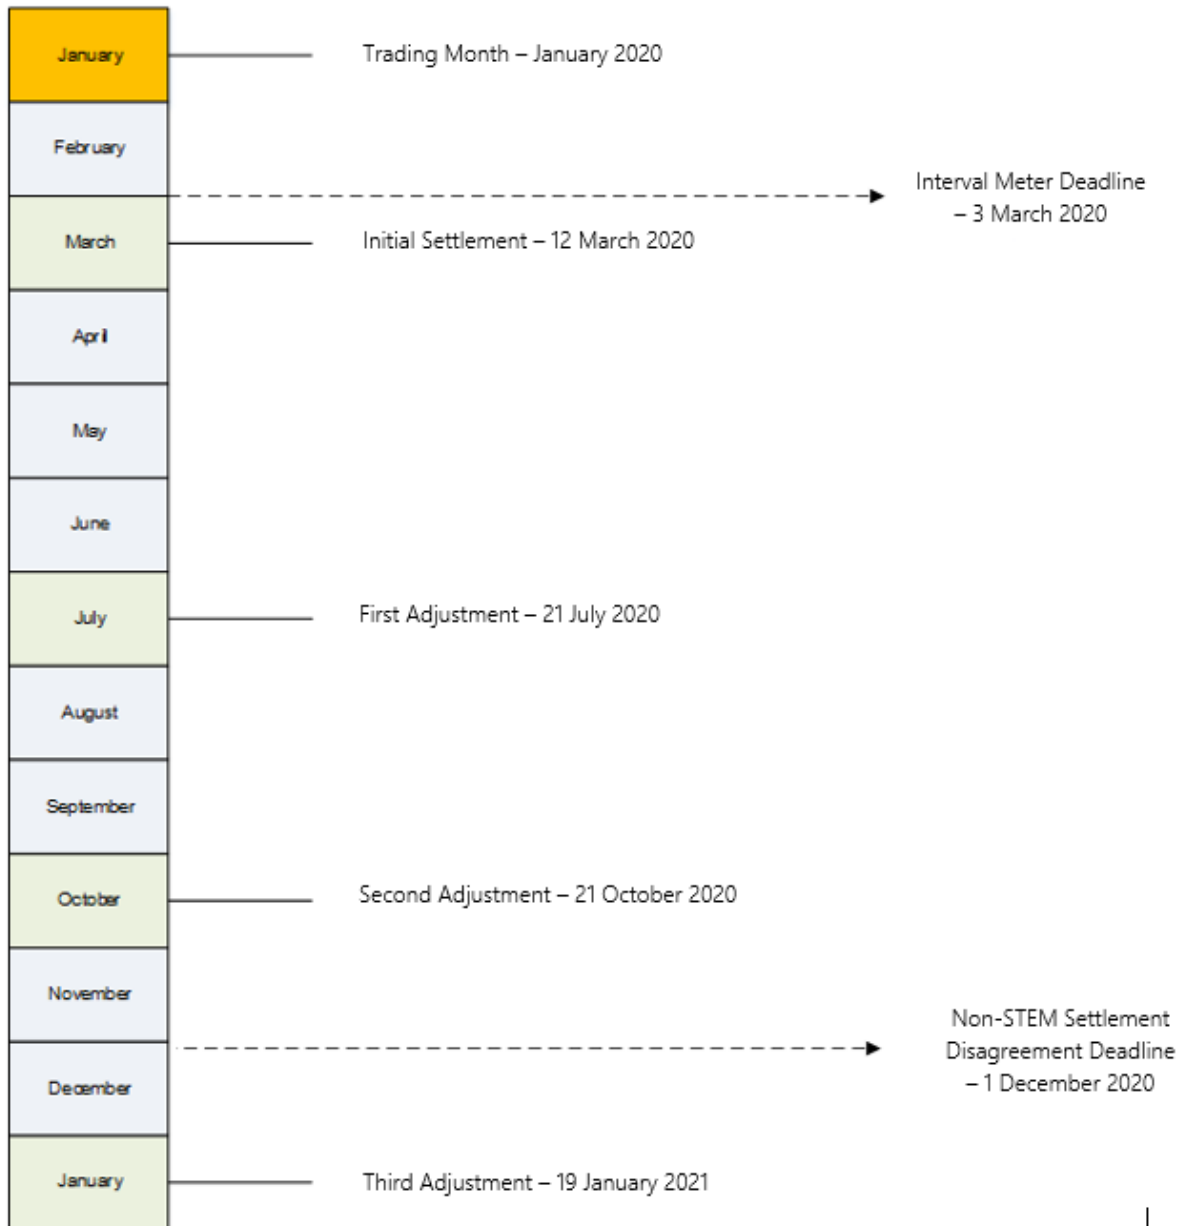 January
Trading Month – January 2020
February
Interval Meter Deadline
– 3 March 2020
March
Initial Settlement – 12 March 2020
April
May
June
July
First Adjustment – 21 July 2020
August
September
October
Second Adjustment – 21 October 2020
November
Non-STEM Settlement
Disagreement Deadline
– 1 December 2020
December
January
Third Adjustment – 19 January 2021